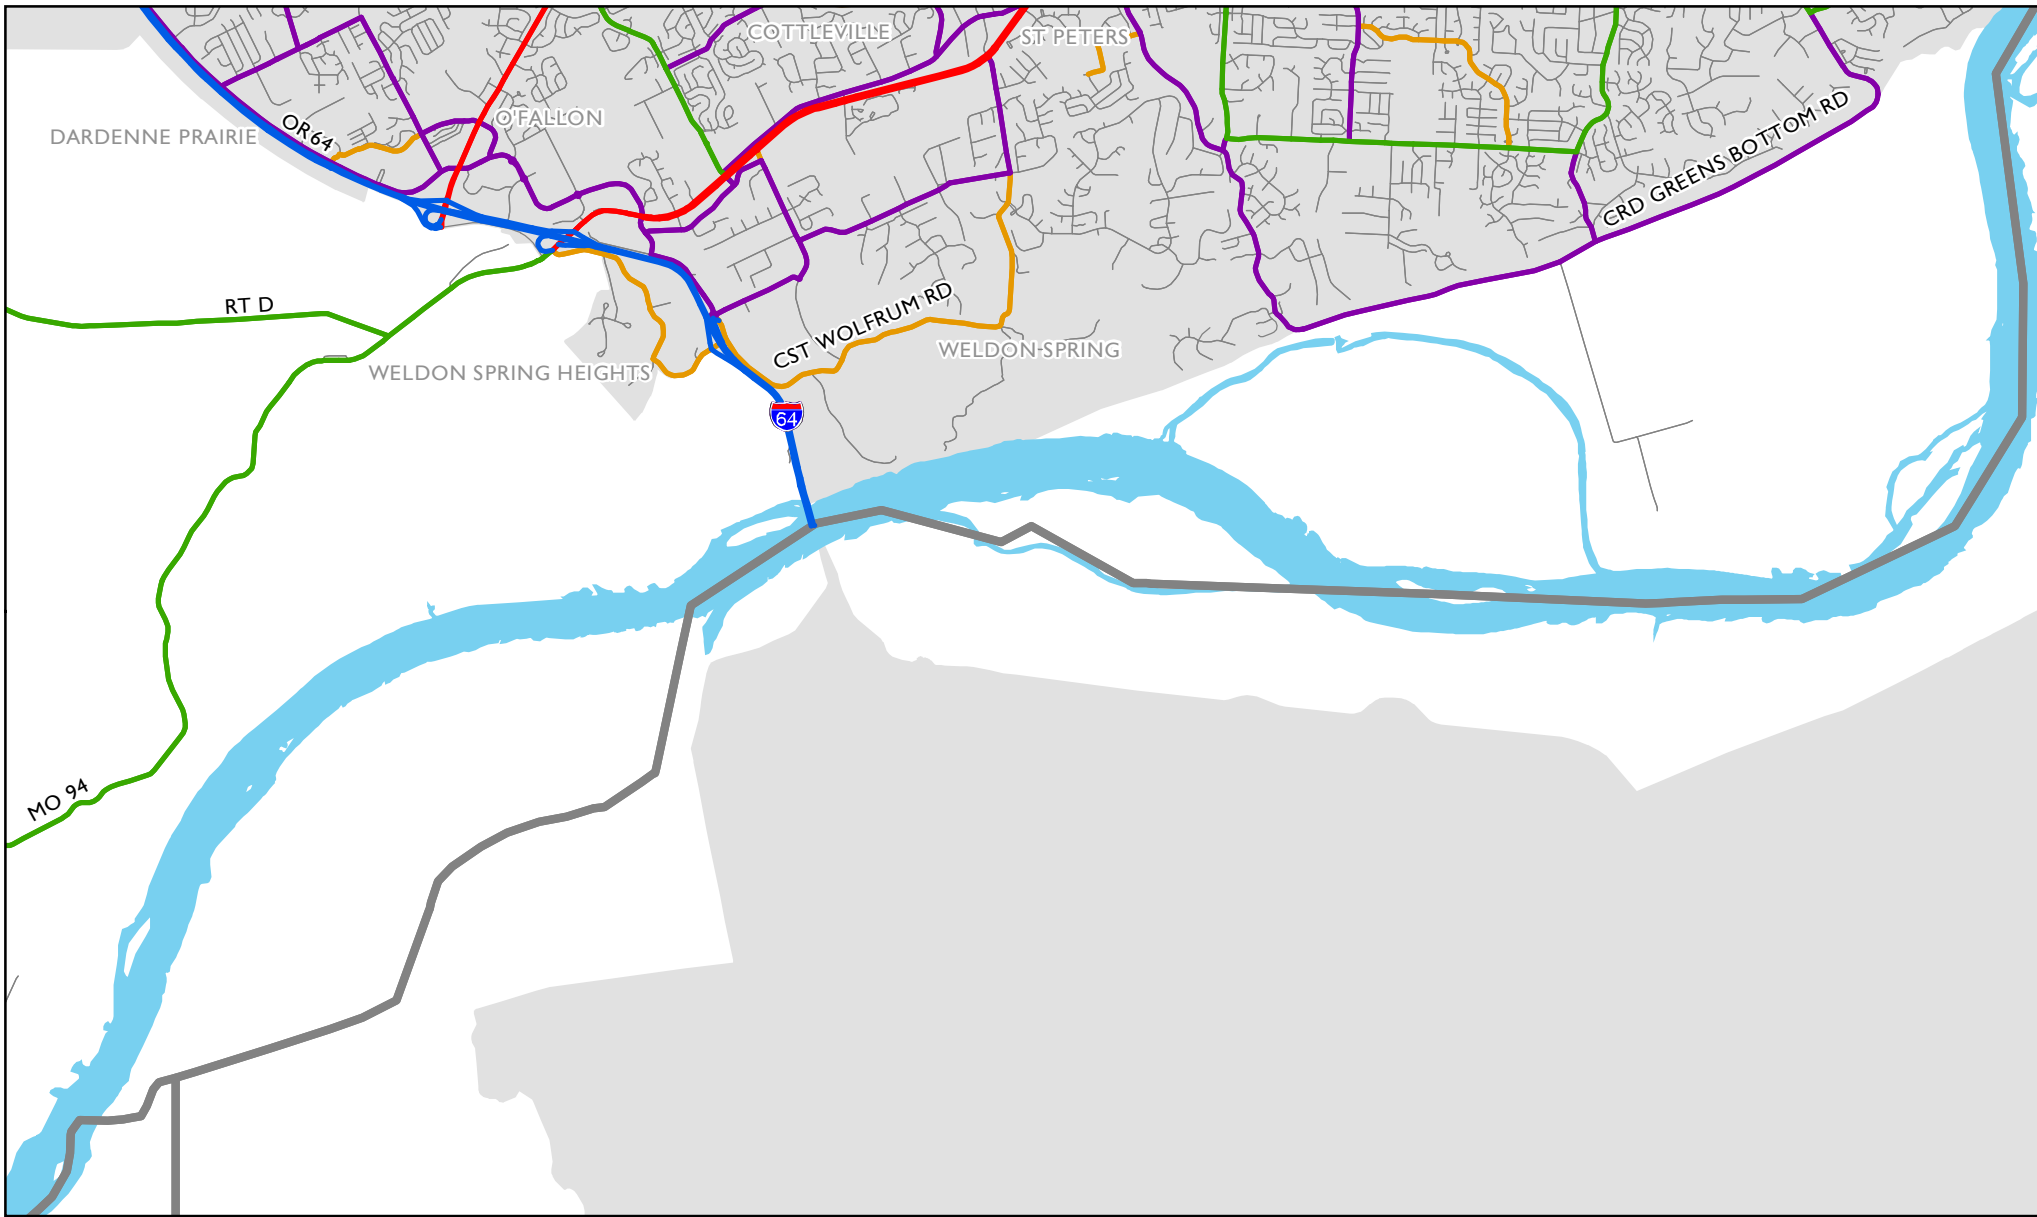 COTTLEVILLE
ST PETERS
O'FALLON
DARDENNE PRAIRIE
OR64
CRD GREENS BOTTOM RD
RT D
CST WOLFRUM RD
WELDON SPRING
WELDON SPRING HEIGHTS
64
MO 94